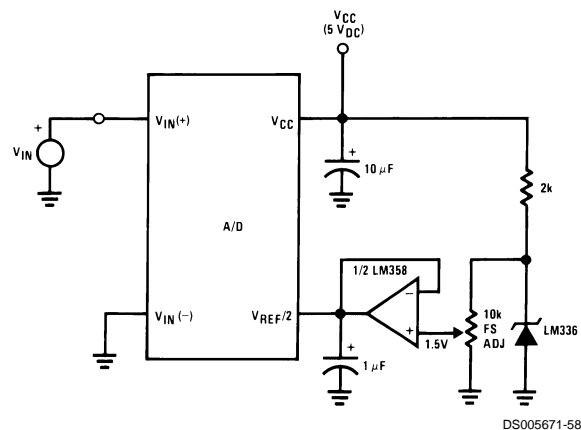 VCC
(5 VDC)
+
VIN
VIN(+)
VCC
+
10 μF
2k
A/D
1/2 LM358
VIN(−)
VREF/2
−
+
1.5V
10k
FS
ADJ
LM336
+
1 μF
DS005671-58